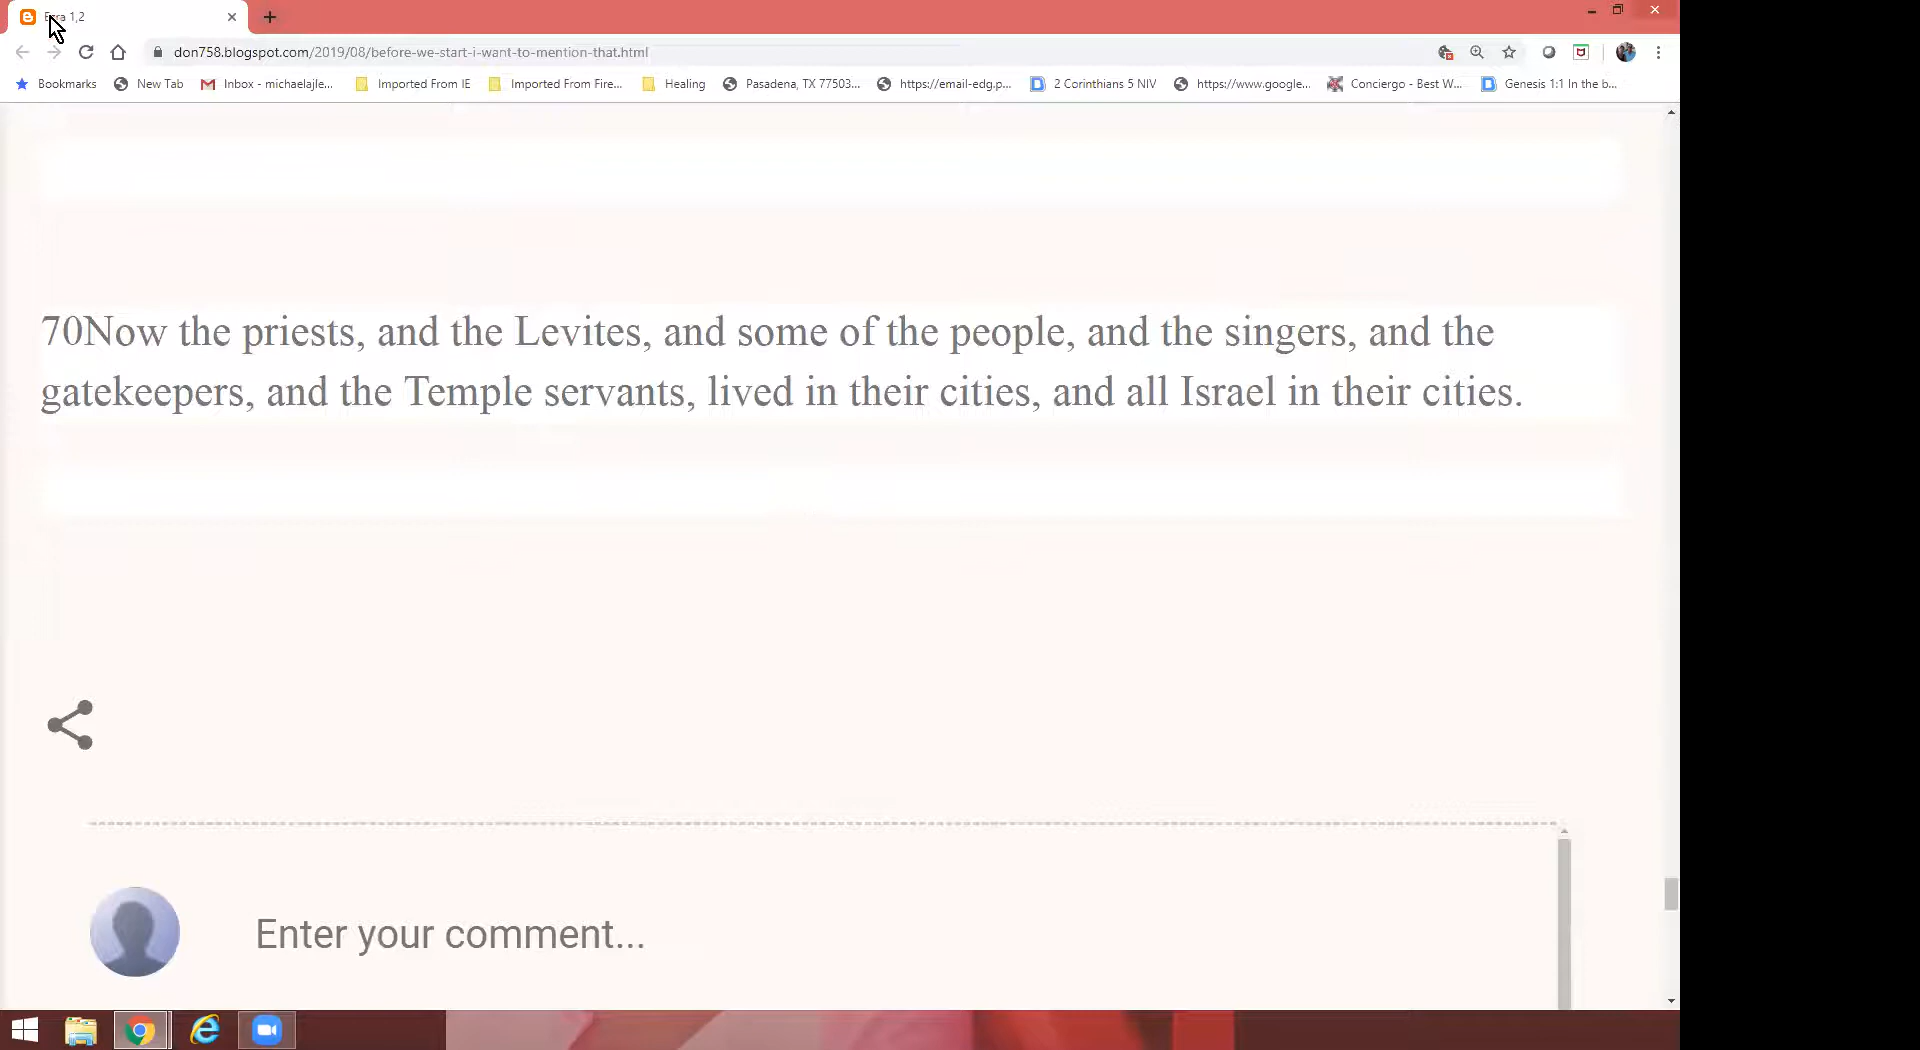 Ezra 1,2
don758.blogspot.com/2019/08/before-we-start-i-want-to-mention-that.html
Bookmarks New Tab Inbox - michaelajle... Imported From IE Imported From Fire... Healing Pasadena, TX 77503... https://email-edg.p... 2 Corinthians 5 NIV https://www.google... Conciergo - Best W... Genesis 1:1 In the b...
70Now the priests, and the Levites, and some of the people, and the singers, and the
gatekeepers, and the Temple servants, lived in their cities, and all Israel in their cities.
Enter your comment...